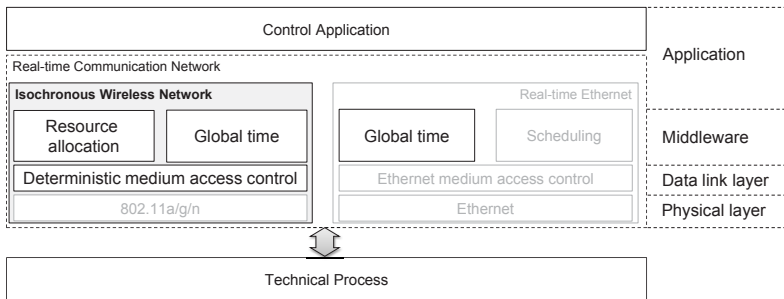 Control Application
Application
Real-time Communication Network
Isochronous Wireless Network
Real-time Ethernet
Resource
allocation
Global time
Global time
Scheduling
Middleware
Deterministic medium access control
Ethernet medium access control
Data link layer
802.11a/g/n
Ethernet
Physical layer
Technical Process